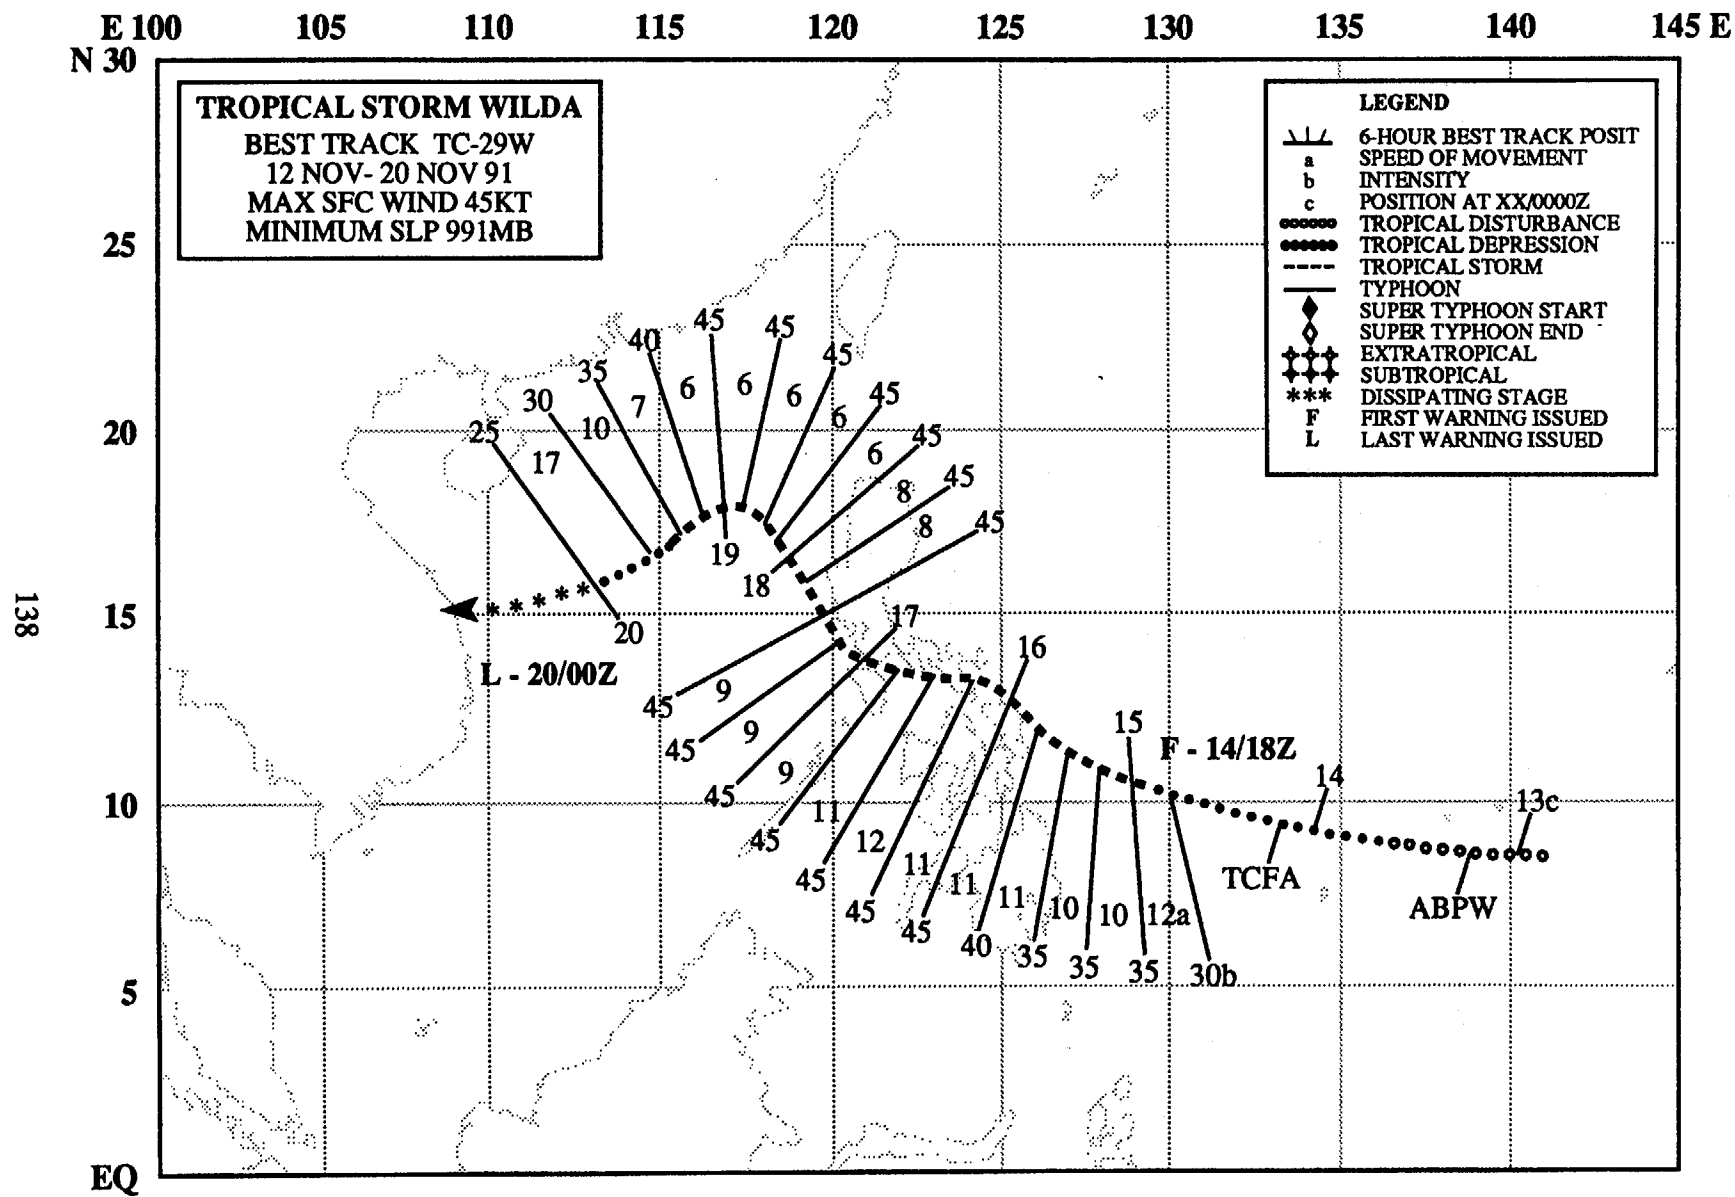 E 100 105 110 115 120 125 130 135 140 145 E
N 30
TROPICAL STORM WILDA
BEST TRACK TC-29W
12 NOV- 20 NOV 91
MAX SFC WIND 45KT
MINIMUM SLP 991MB
LEGEND
6-HOUR BEST TRACK POSIT
a SPEED OF MOVEMENT
b INTENSITY
c POSITION AT XX/0000Z
TROPICAL DISTURBANCE
TROPICAL DEPRESSION
TROPICAL STORM
TYPHOON
SUPER TYPHOON START
SUPER TYPHOON END
EXTRATROPICAL
SUBTROPICAL
*** DISSIPATING STAGE
F FIRST WARNING ISSUED
L LAST WARNING ISSUED
25
20
15
10
5
EQ
138
25
30
35
40
45
45
45
45
45
45
45
17
10
7
6
6
6
6
6
8
8
19
18
17
16
15
14
13c
20
L - 20/00Z
F - 14/18Z
TCFA
ABPW
45
45
45
45
45
45
45
40
35
35
35
30b
9
9
9
11
12
11
11
11
10
10
12a